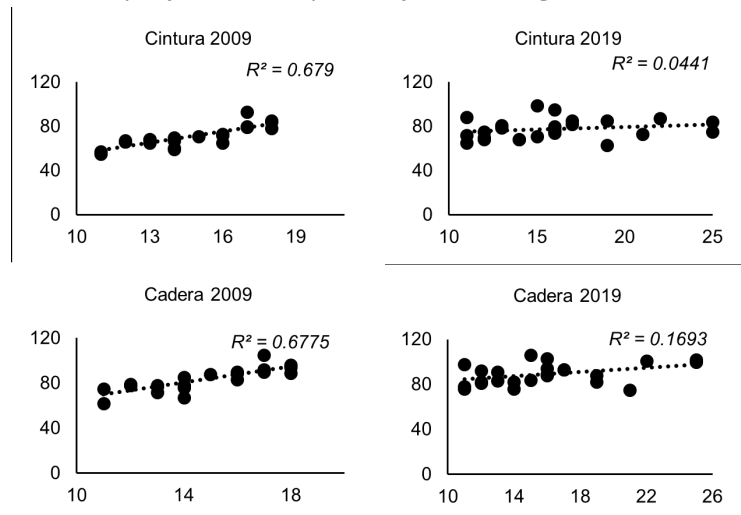 Cintura 2009
R² = 0.679
120
80
40
0
10 13 16 19
Cintura 2019
R² = 0.0441
120
80
40
0
10 15 20 25
Cadera 2009
R² = 0.6775
120
80
40
0
10 14 18
Cadera 2019
R² = 0.1693
120
80
40
0
10 14 18 22 26